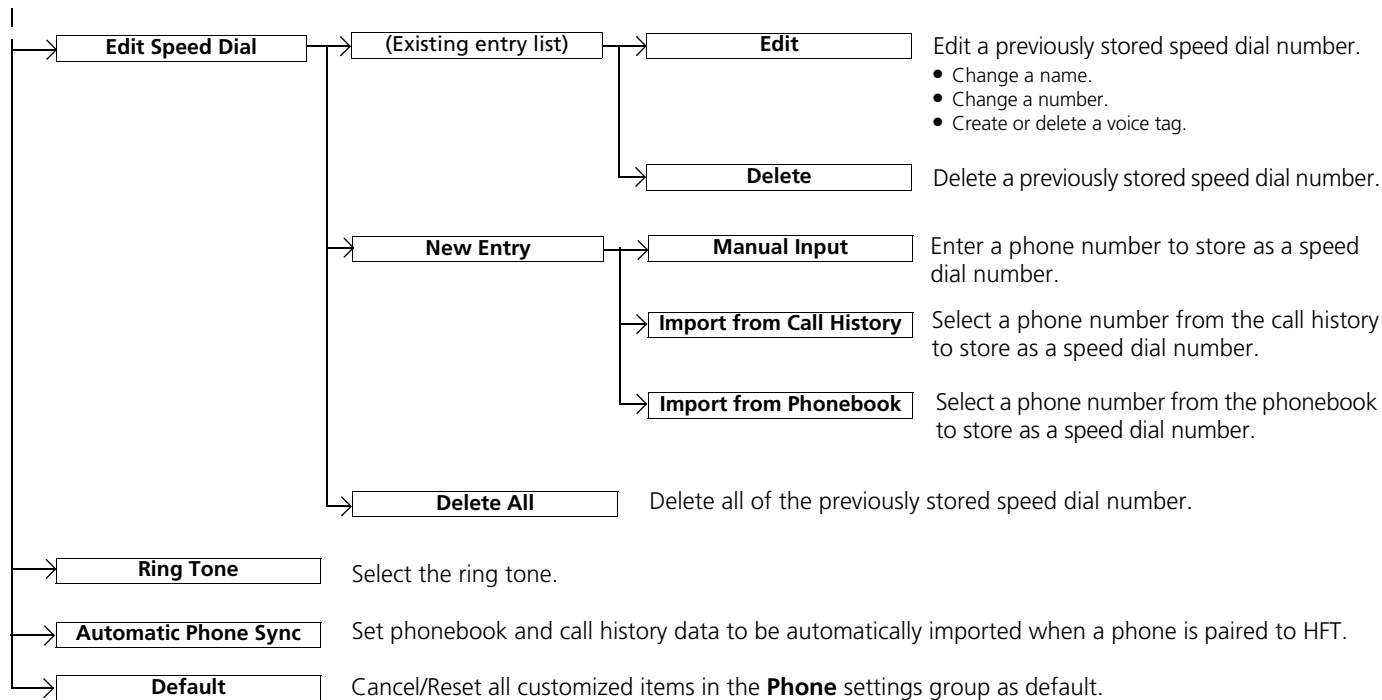 Edit Speed Dial
(Existing entry list)
Edit
Edit a previously stored speed dial number.
• Change a name.
• Change a number.
• Create or delete a voice tag.
Delete
Delete a previously stored speed dial number.
New Entry
Manual Input
Enter a phone number to store as a speed
dial number.
Import from Call History
Select a phone number from the call history
to store as a speed dial number.
Import from Phonebook
Select a phone number from the phonebook
to store as a speed dial number.
Delete All
Delete all of the previously stored speed dial number.
Ring Tone
Select the ring tone.
Automatic Phone Sync
Set phonebook and call history data to be automatically imported when a phone is paired to HFT.
Default
Cancel/Reset all customized items in the Phone settings group as default.